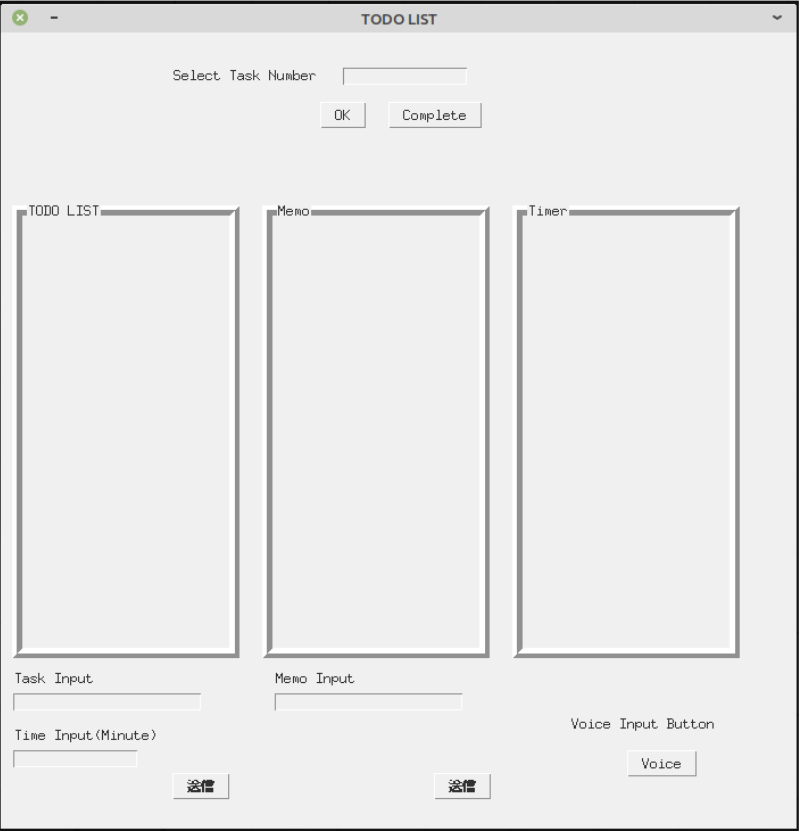 TODO LIST
Select Task Number
OK Complete
TODO LIST Memo Timer
Task Input Memo Input
Voice Input Button
Time Input(Minute)
Voice
送信 送信